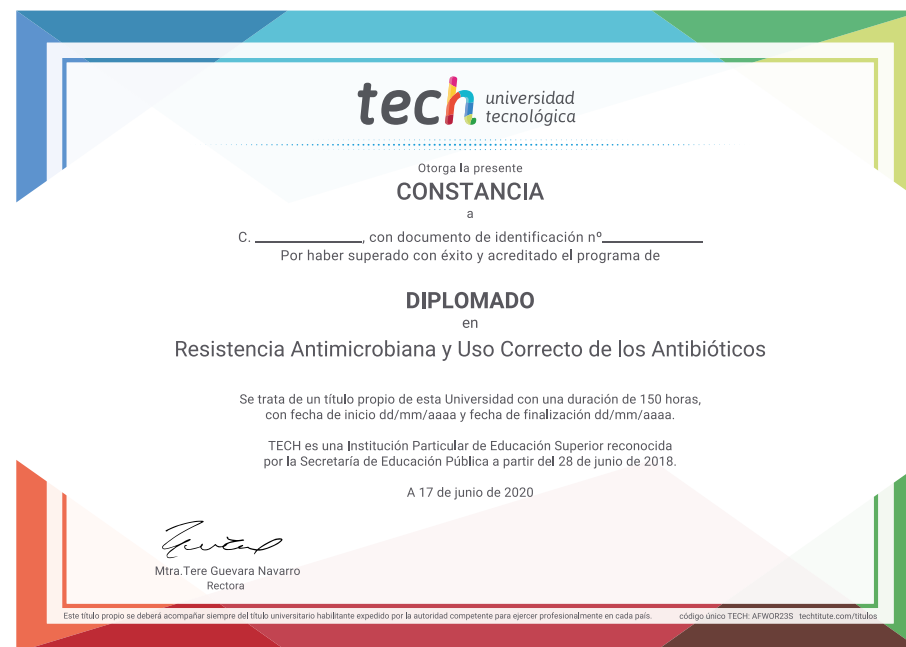 tech universidad
tecnológica
Otorga la presente
CONSTANCIA
a
C. ____________, con documento de identificación nº____________
Por haber superado con éxito y acreditado el programa de
DIPLOMADO
en
Resistencia Antimicrobiana y Uso Correcto de los Antibióticos
Se trata de un título propio de esta Universidad con una duración de 150 horas,
con fecha de inicio dd/mm/aaaa y fecha de finalización dd/mm/aaaa.
TECH es una Institución Particular de Educación Superior reconocida
por la Secretaría de Educación Pública a partir del 28 de junio de 2018.
A 17 de junio de 2020
Mtra.Tere Guevara Navarro
Rectora
Este título propio se deberá acompañar siempre del título universitario habilitante expedido por la autoridad competente para ejercer profesionalmente en cada país. código único TECH: AFWOR23S techtitute.com/titulos